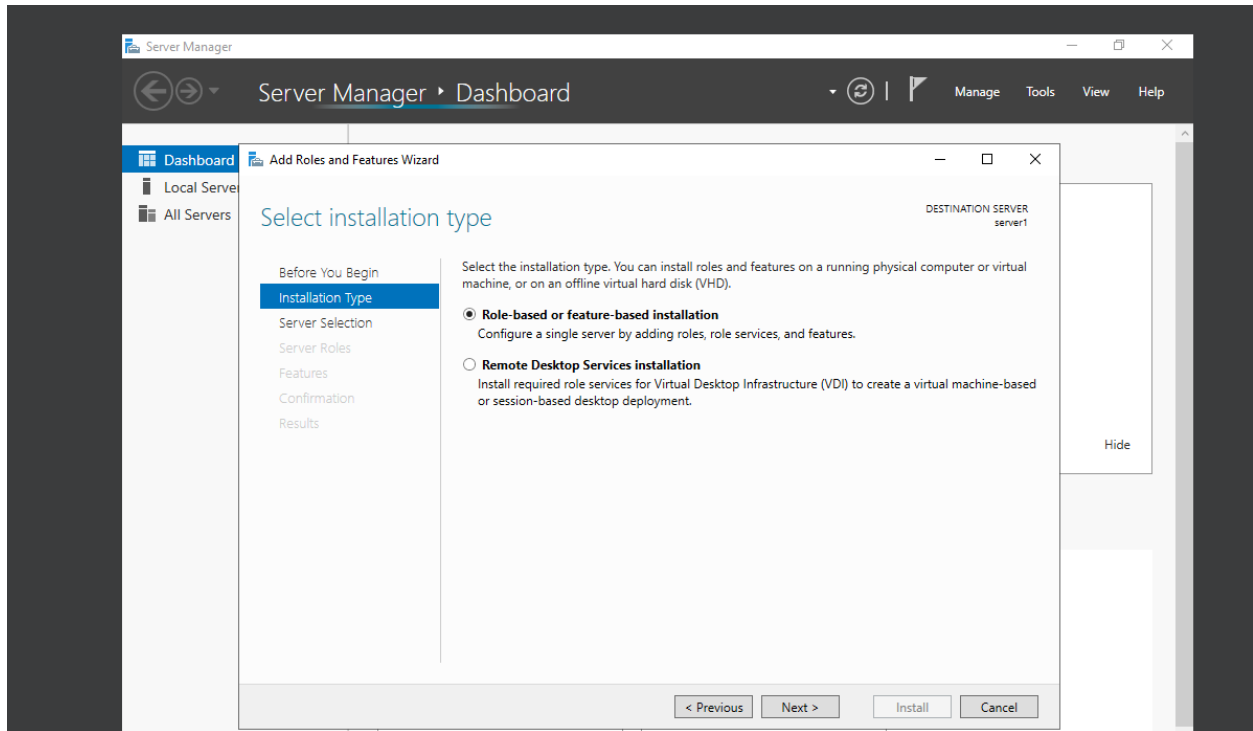 Server Manager
Server Manager ‣ Dashboard
Manage Tools View Help
Dashboard
Local Server
All Servers
Add Roles and Features Wizard
Select installation type
DESTINATION SERVER
server1
Before You Begin
Installation Type
Server Selection
Server Roles
Features
Confirmation
Results
Select the installation type. You can install roles and features on a running physical computer or virtual
machine, or on an offline virtual hard disk (VHD).
Role-based or feature-based installation
Configure a single server by adding roles, role services, and features.
Remote Desktop Services installation
Install required role services for Virtual Desktop Infrastructure (VDI) to create a virtual machine-based
or session-based desktop deployment.
Hide
< Previous Next > Install Cancel